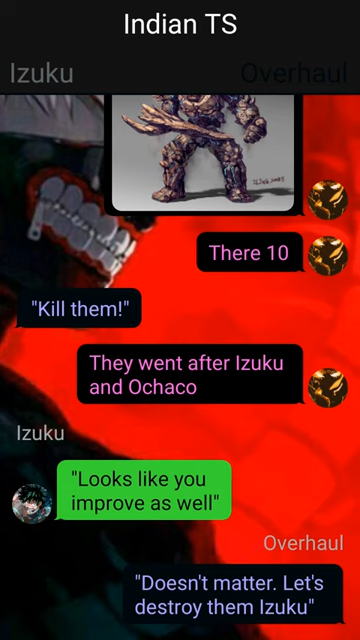 Indian TS
Izuku
Overhaul
There 10
"Kill them!"
They went after Izuku
and Ochaco
Izuku
"Looks like you
improve as well"
Overhaul
"Doesn't matter. Let's
destroy them Izuku"